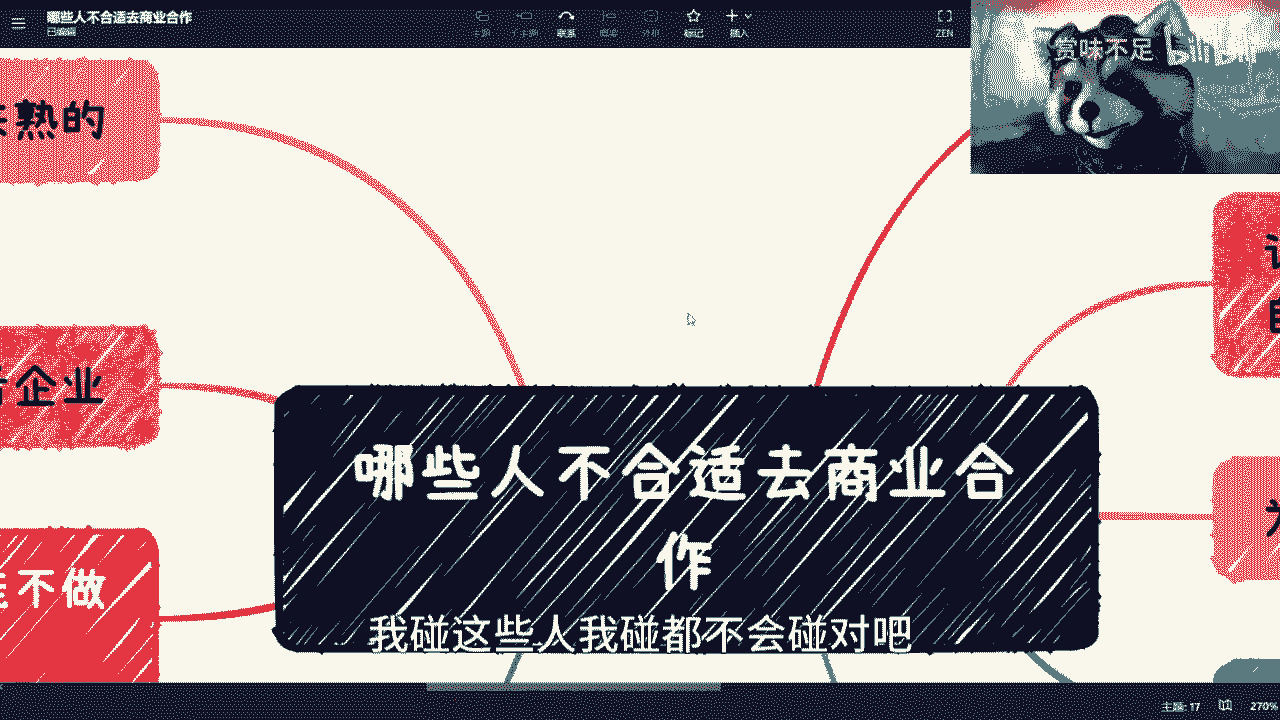 哪些人不合适去商业合作
已编辑
主题
子主题
联系
概要
外框
标记
插入
ZEN
赏味不足
bilibili
熟的
企业
不做
哪些人不合适去商业合
作
我碰这些人我碰都不会碰对吧
主题: 17
270%